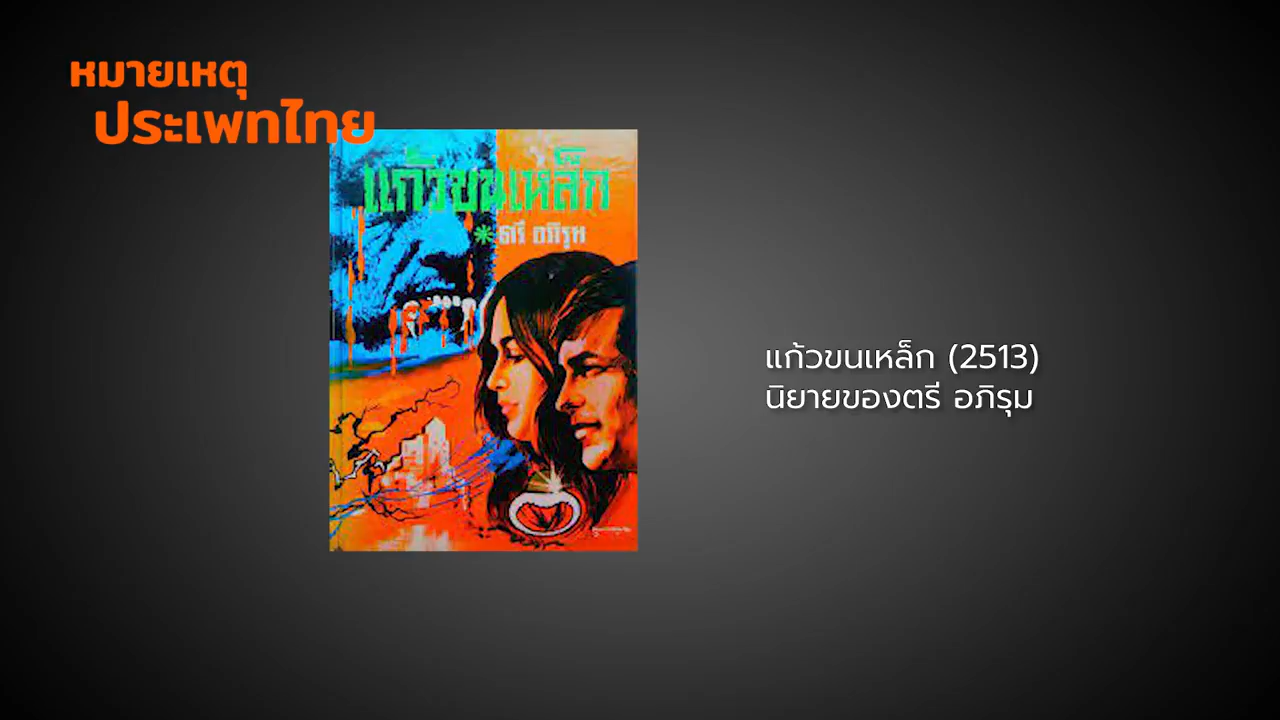 หมายเหตุ
ประเพทไทย
แก้วขนเหล็ก
* ตรี อภิรุม
แก้วขนเหล็ก (2513)
นิยายของตรี อภิรุม